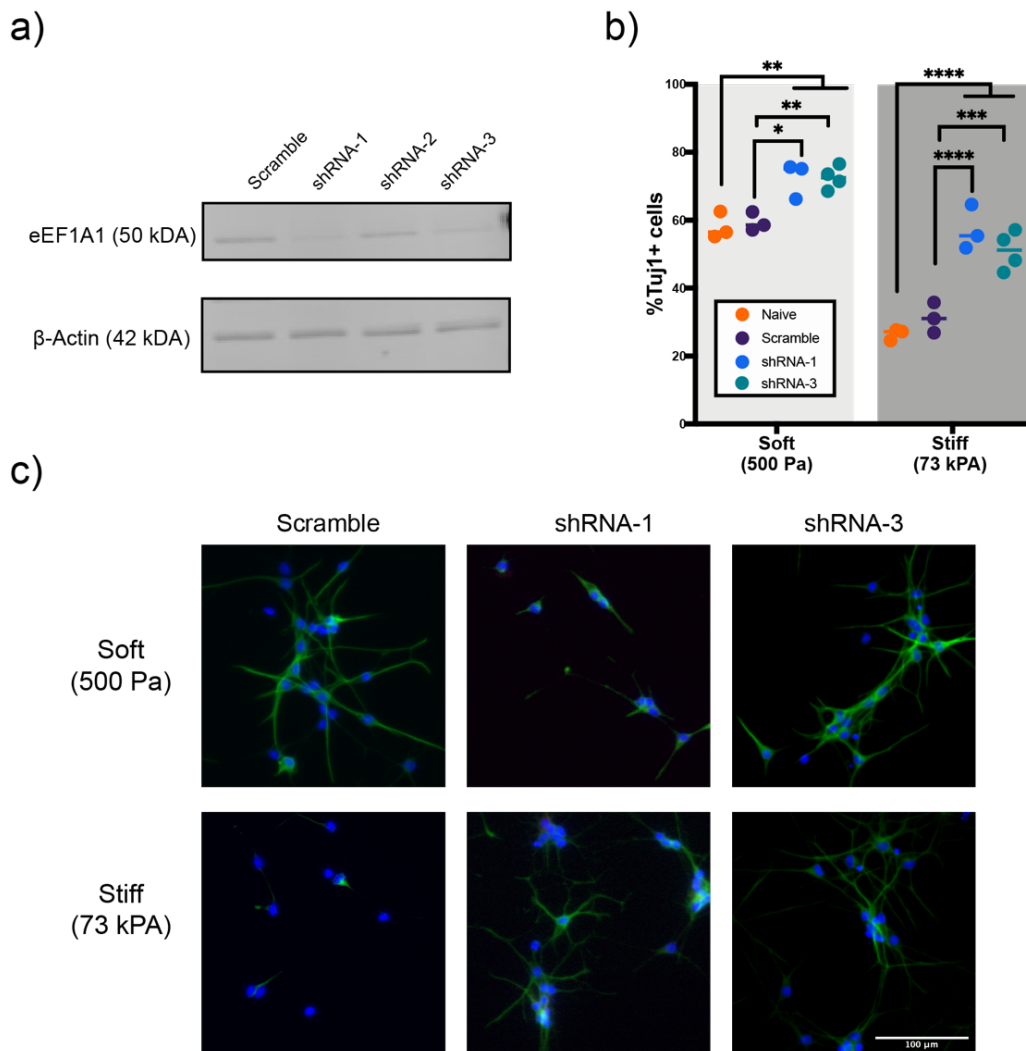 a)
Scramble
shRNA-1
shRNA-2
shRNA-3
eEF1A1 (50 kDA)
β-Actin (42 kDA)
b)
**
**
*
****
***
****
100
80
60
40
20
0
%Tuj1+ cells
Naive
Scramble
shRNA-1
shRNA-3
Soft
(500 Pa)
Stiff
(73 kPA)
c)
Scramble
shRNA-1
shRNA-3
Soft
(500 Pa)
Stiff
(73 kPA)
100 μm